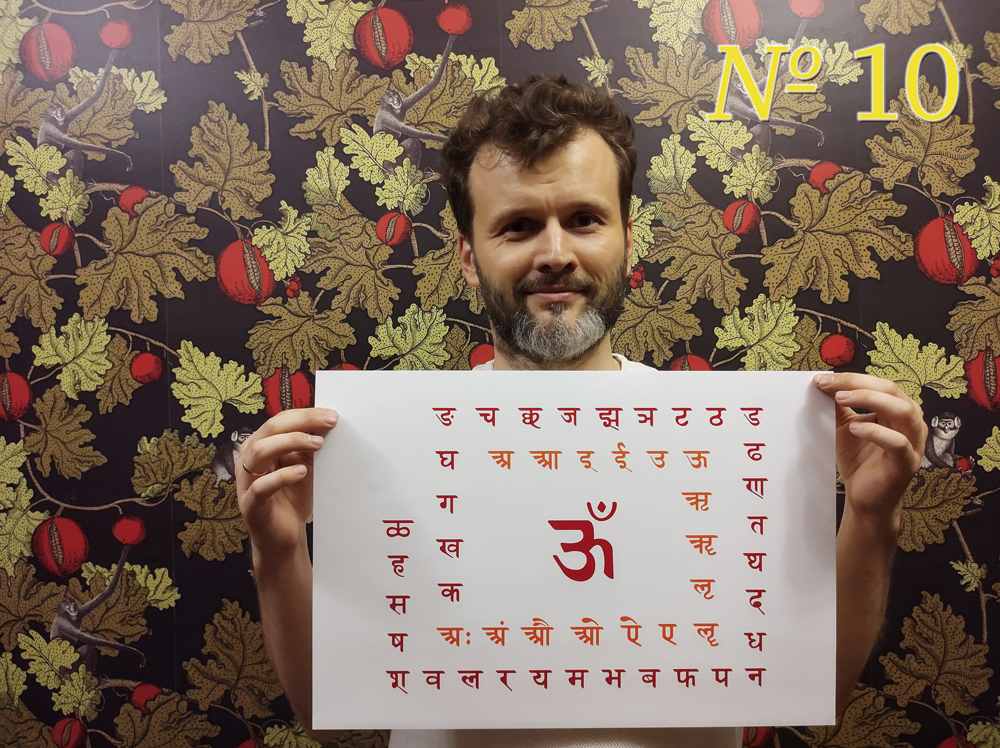 Nº 10
ङ च छ ज झ ञ ट ठ ड
घ अ आ इ ई उ ऊ ढ
ग ऋ ण
ळ ख ॐ ॠ त
ह क ऌ थ
स द
ष अः अं औ ओ ऐ ए ॡ ध
श व ल र य म भ ब फ प न